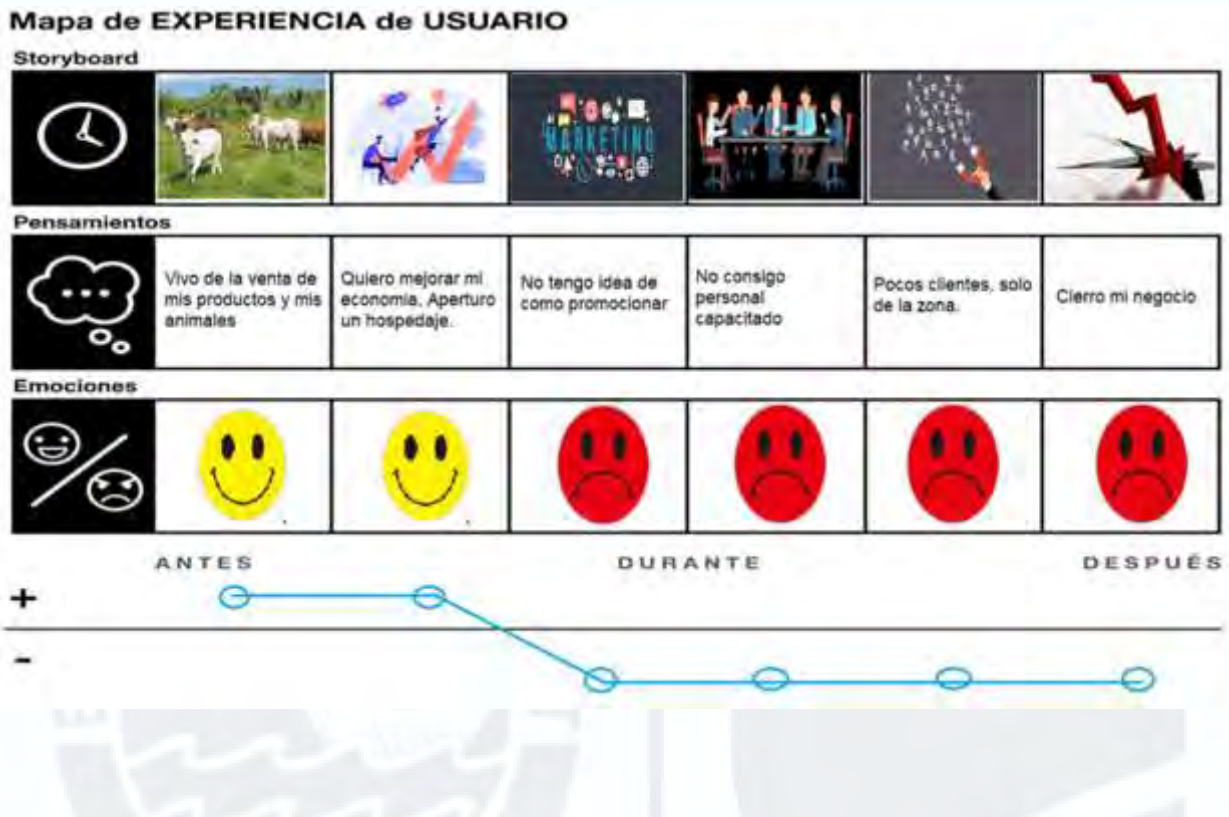 Mapa de EXPERIENCIA de USUARIO
Storyboard
MARKETING
Pensamientos
Vivo de la venta de
mis productos y mis
animales
Quiero mejorar mi
economía, Aperturo
un hospedaje.
No tengo idea de
como promocionar
No consigo
personal
capacitado
Pocos clientes, solo
de la zona.
Cierro mi negocio
Emociones
ANTES
DURANTE
DESPUÉS
+
-